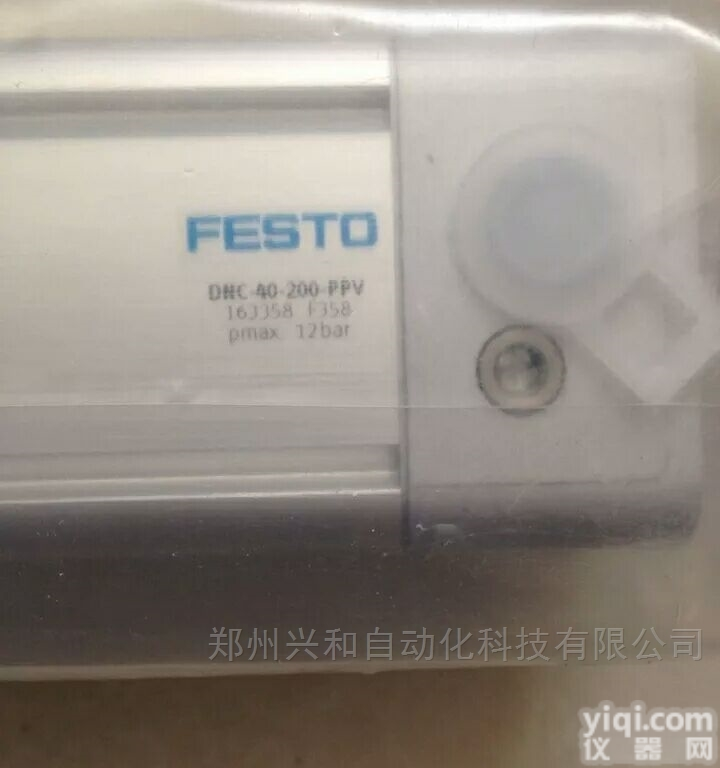 FESTO
DNC-40-200-PPV
163358 F358
pmax 12bar
郑州兴和自动化科技有限公司
yiqi.com
仪器网